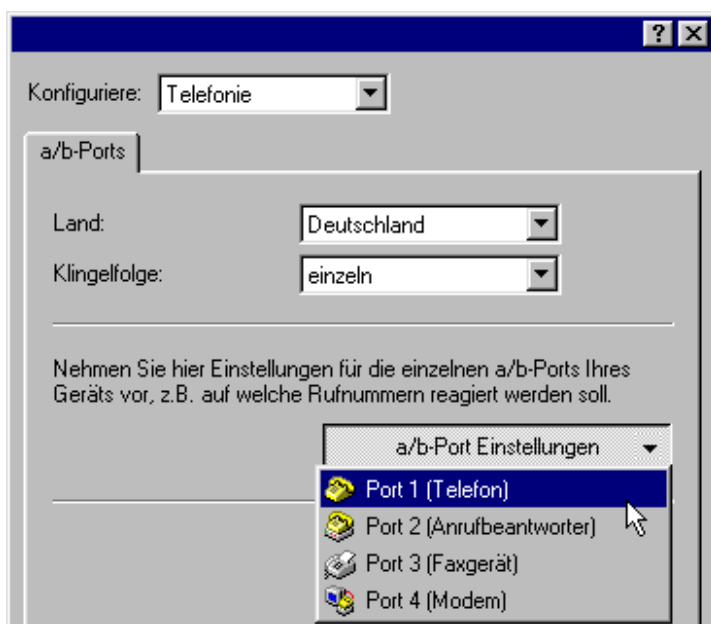 Konfiguriere: Telefonie
a/b-Ports
Land: Deutschland
Klingelfolge: einzeln
Nehmen Sie hier Einstellungen für die einzelnen a/b-Ports Ihres
Geräts vor, z.B. auf welche Rufnummern reagiert werden soll.
a/b-Port Einstellungen
Port 1 (Telefon)
Port 2 (Anrufbeantworter)
Port 3 (Faxgerät)
Port 4 (Modem)